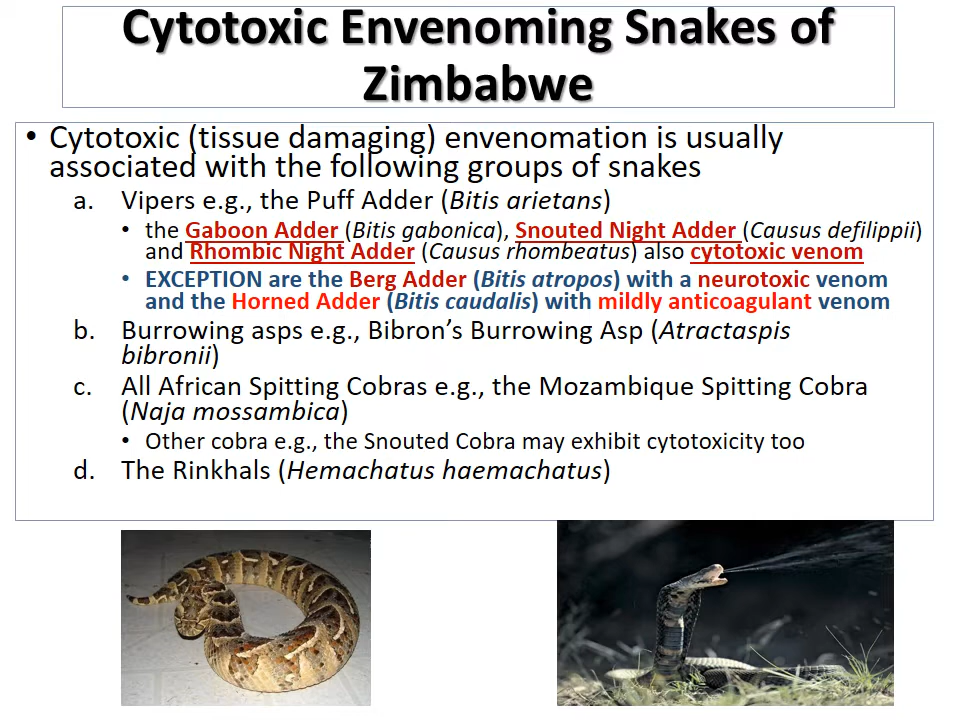 Cytotoxic Envenoming Snakes of
Zimbabwe
• Cytotoxic (tissue damaging) envenomation is usually
associated with the following groups of snakes
a. Vipers e.g., the Puff Adder (Bitis arietans)
• the Gaboon Adder (Bitis gabonica), Snouted Night Adder (Causus defilippii)
and Rhombic Night Adder (Causus rhombeatus) also cytotoxic venom
• EXCEPTION are the Berg Adder (Bitis atropos) with a neurotoxic venom
and the Horned Adder (Bitis caudalis) with mildly anticoagulant venom
b. Burrowing asps e.g., Bibron’s Burrowing Asp (Atractaspis
bibronii)
c. All African Spitting Cobras e.g., the Mozambique Spitting Cobra
(Naja mossambica)
• Other cobra e.g., the Snouted Cobra may exhibit cytotoxicity too
d. The Rinkhals (Hemachatus haemachatus)